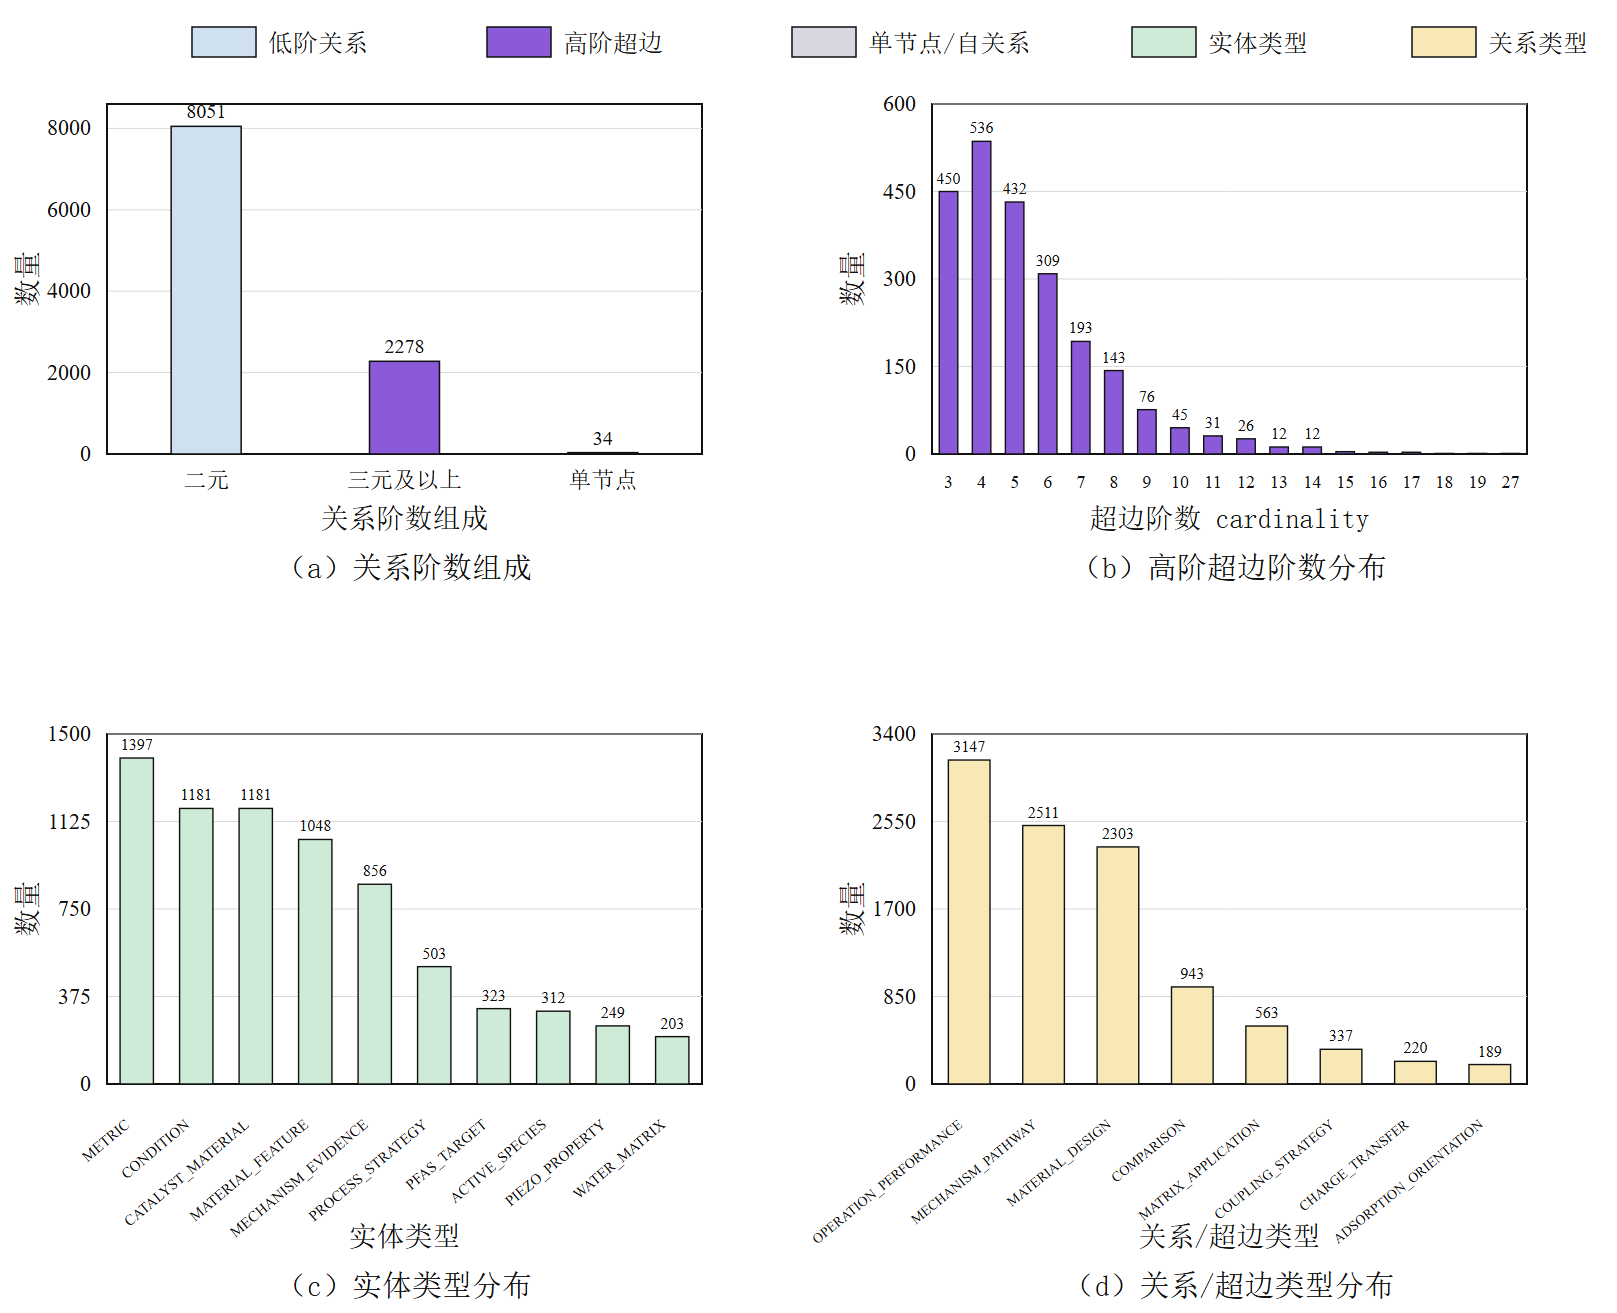 低阶关系 高阶超边 单节点/自关系 实体类型 关系类型
数量
8000
6000
4000
2000
0
8051
2278
34
二元 三元及以上 单节点
关系阶数组成
（a）关系阶数组成
数量
600
450
300
150
0
450 536 432 309 193 143 76 45 31 26 12 12
3 4 5 6 7 8 9 10 11 12 13 14 15 16 17 18 19 27
超边阶数 cardinality
（b）高阶超边阶数分布
数量
1500
1125
750
375
0
1397 1181 1181 1048 856 503 323 312 249 203
METRIC
CONDITION
CATALYST_MATERIAL
MATERIAL_FEATURE
MECHANISM_EVIDENCE
PROCESS_STRATEGY
PFAS_TARGET
ACTIVE_SPECIES
PIEZO_PROPERTY
WATER_MATRIX
实体类型
（c）实体类型分布
数量
3400
2550
1700
850
0
3147 2511 2303 943 563 337 220 189
OPERATION_PERFORMANCE
MECHANISM_PATHWAY
MATERIAL_DESIGN
COMPARISON
MATRIX_APPLICATION
COUPLING_STRATEGY
CHARGE_TRANSFER
ADSORPTION_ORIENTATION
关系/超边类型
（d）关系/超边类型分布